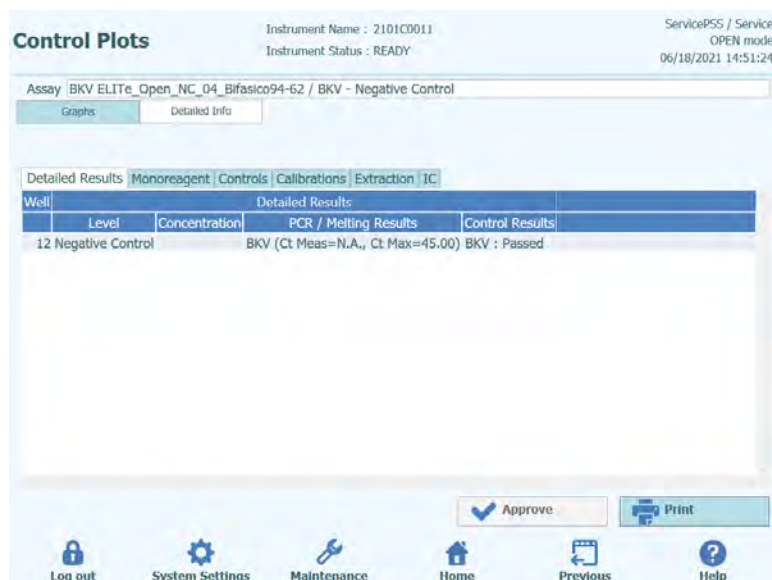 Control Plots
Instrument Name : 2101C0011
Instrument Status : READY
ServicePSS / Service
OPEN mode
06/18/2021 14:51:24
Assay BKV ELITe_Open_NC_04_Bifasico94-62 / BKV - Negative Control
Graphs Detailed Info
Detailed Results Monoreagent Controls Calibrations Extraction IC
Well Detailed Results
Level Concentration PCR / Melting Results Control Results
12 Negative Control BKV (Ct Meas=N.A., Ct Max=45.00) BKV : Passed
Approve Print
Log out System Settings Maintenance Home Previous Help